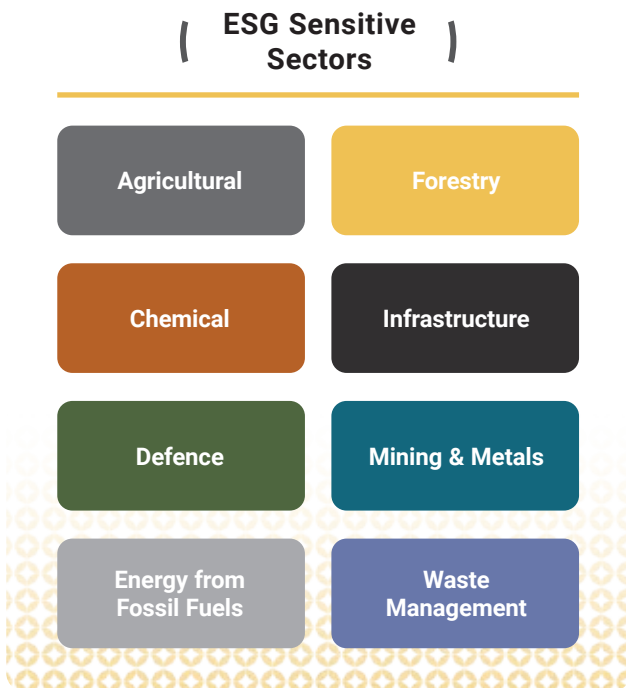 ESG Sensitive
Sectors
Agricultural
Forestry
Chemical
Infrastructure
Defence
Mining & Metals
Energy from
Fossil Fuels
Waste
Management